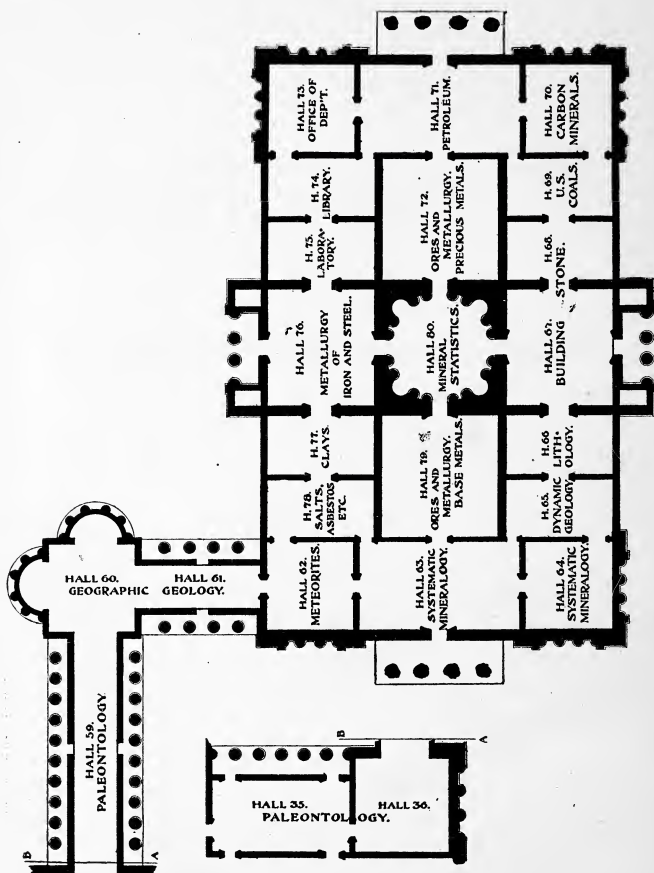 HALL 73.
OFFICE OF
DEP'T.
HALL 71.
PETROLEUM.
HALL 70.
CARBON
MINERALS.
H. 74.
LIBRARY.
HALL 72.
ORES AND
METALLURGY.
PRECIOUS METALS.
H. 69.
U.S.
COALS.
H. 75.
LABORA-
TORY.
H. 68.
STONE.
HALL 76.
METALLURGY
OF
IRON AND STEEL.
HALL 80.
MINERAL
STATISTICS.
HALL 67.
BUILDING
H. 77.
CLAYS.
HALL 79.
ORES AND
METALLURGY.
BASE METALS.
H. 66
LITH-
OLOGY.
H. 78.
SALTS,
ASBESTOS
ETC.
H. 65.
DYNAMIC
GEOLOGY.
HALL 60.
GEOGRAPHIC
HALL 61.
GEOLOGY.
HALL 62.
METEORITES.
HALL 63.
SYSTEMATIC
MINERALOGY.
HALL 64.
SYSTEMATIC
MINERALOGY.
HALL 59.
PALEONTOLOGY.
B
A
B
A
HALL 35.
HALL 36.
PALEONTOLOGY.